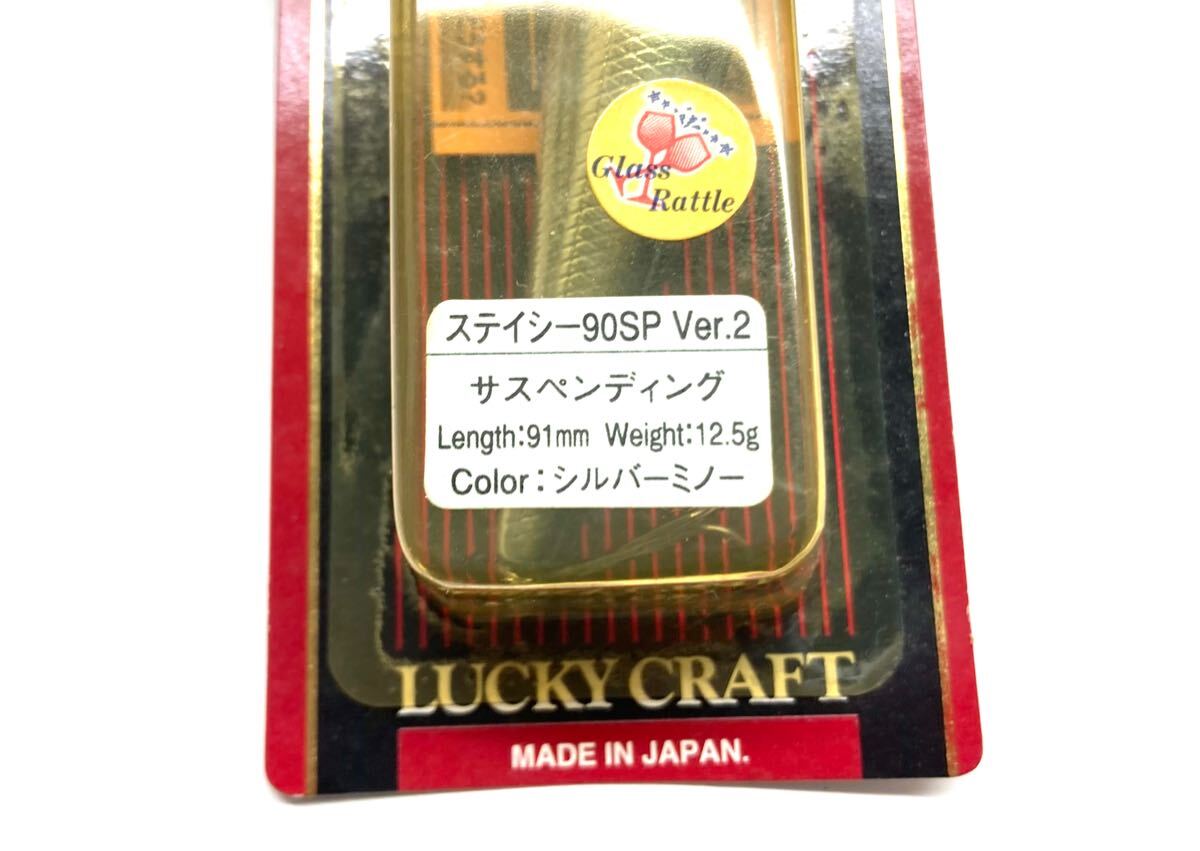 Glass
Rattle
ステイシー90SP Ver.2
サスペンディング
Length:91mm Weight:12.5g
Color:シルバーミノー
LUCKY CRAFT
MADE IN JAPAN.